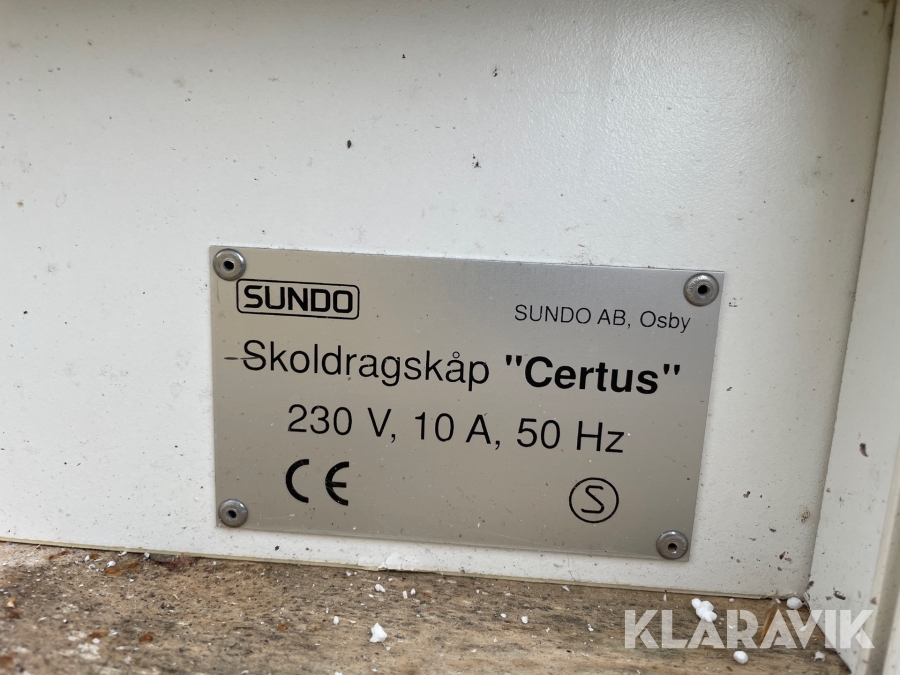 SUNDO
SUNDO AB, Osby
Skoldragskåp "Certus"
230 V, 10 A, 50 Hz
CE
S
KLARAVIK